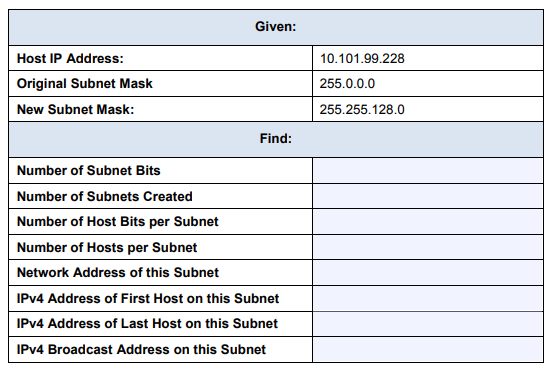 Given:
Host IP Address: 10.101.99.228
Original Subnet Mask 255.0.0.0
New Subnet Mask: 255.255.128.0
Find:
Number of Subnet Bits
Number of Subnets Created
Number of Host Bits per Subnet
Number of Hosts per Subnet
Network Address of this Subnet
IPv4 Address of First Host on this Subnet
IPv4 Address of Last Host on this Subnet
IPv4 Broadcast Address on this Subnet